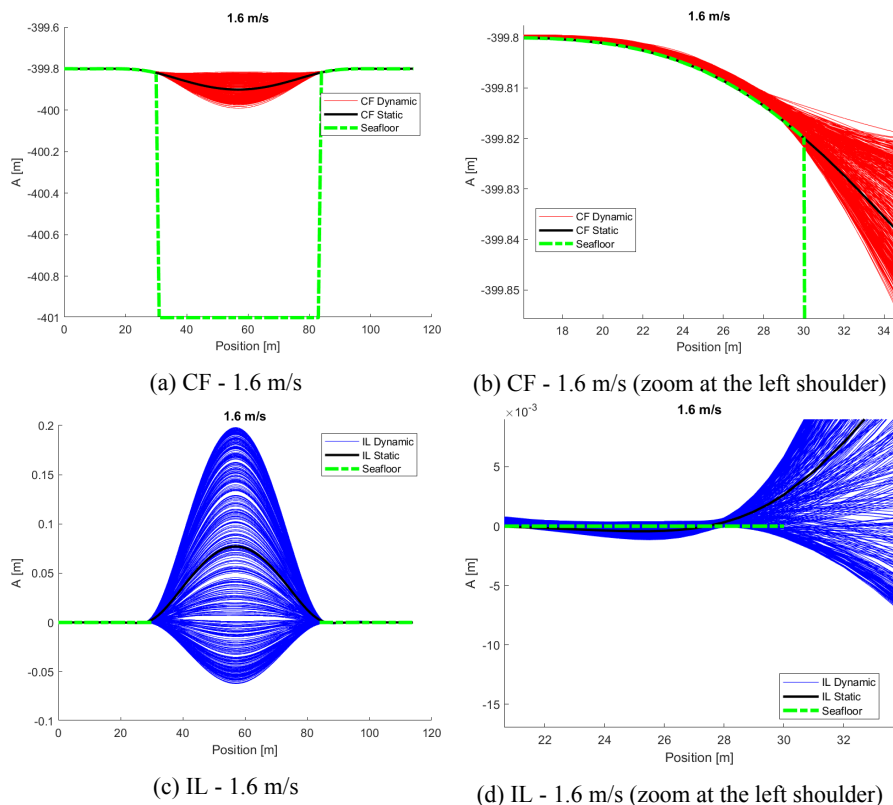 1.6 m/s
-399.6
-399.8
-400
-400.2
-400.4
-400.6
-400.8
-401
A [m]
0 20 40 60 80 100 120
Position [m]
CF Dynamic
CF Static
Seafloor
(a) CF - 1.6 m/s
1.6 m/s
-399.8
-399.81
-399.82
-399.83
-399.84
-399.85
A [m]
18 20 22 24 26 28 30 32 34
Position [m]
CF Dynamic
CF Static
Seafloor
(b) CF - 1.6 m/s (zoom at the left shoulder)
1.6 m/s
0.2
0.15
0.1
0.05
0
-0.05
-0.1
A [m]
0 20 40 60 80 100 120
Position [m]
IL Dynamic
IL Static
Seafloor
(c) IL - 1.6 m/s
×10-3
1.6 m/s
5
0
-5
-10
-15
A [m]
22 24 26 28 30 32
Position [m]
IL Dynamic
IL Static
Seafloor
(d) IL - 1.6 m/s (zoom at the left shoulder)